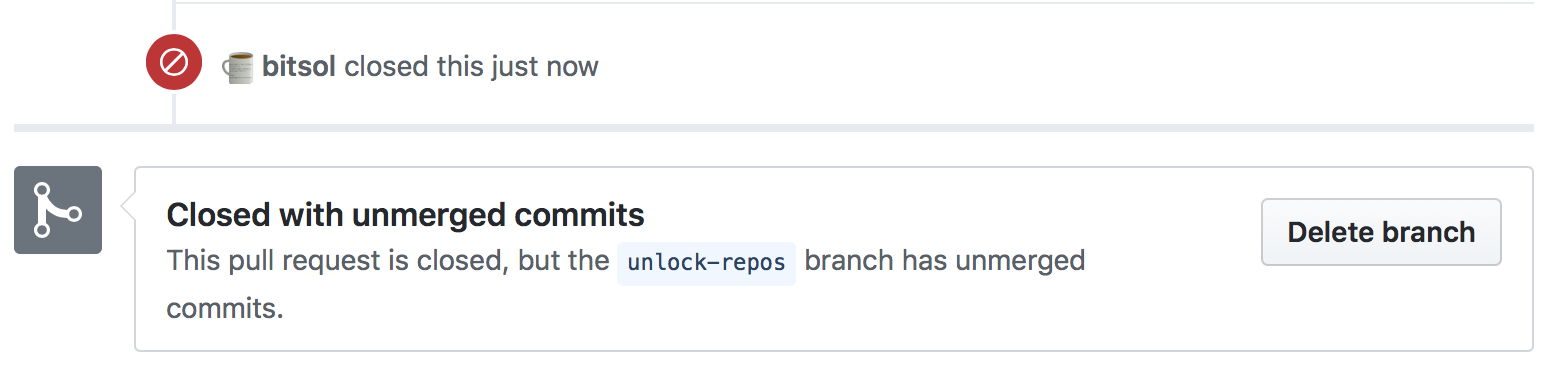 bitsol closed this just now
Closed with unmerged commits
Delete branch
This pull request is closed, but the unlock-repos branch has unmerged
commits.